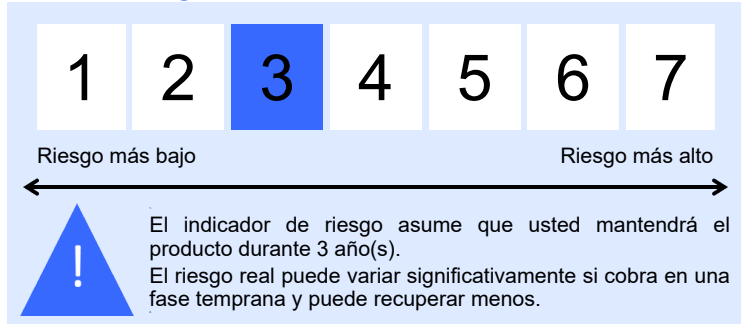 1 2 3 4 5 6 7
Riesgo más bajo Riesgo más alto
!
El indicador de riesgo asume que usted mantendrá el
producto durante 3 año(s).
El riesgo real puede variar significativamente si cobra en una
fase temprana y puede recuperar menos.